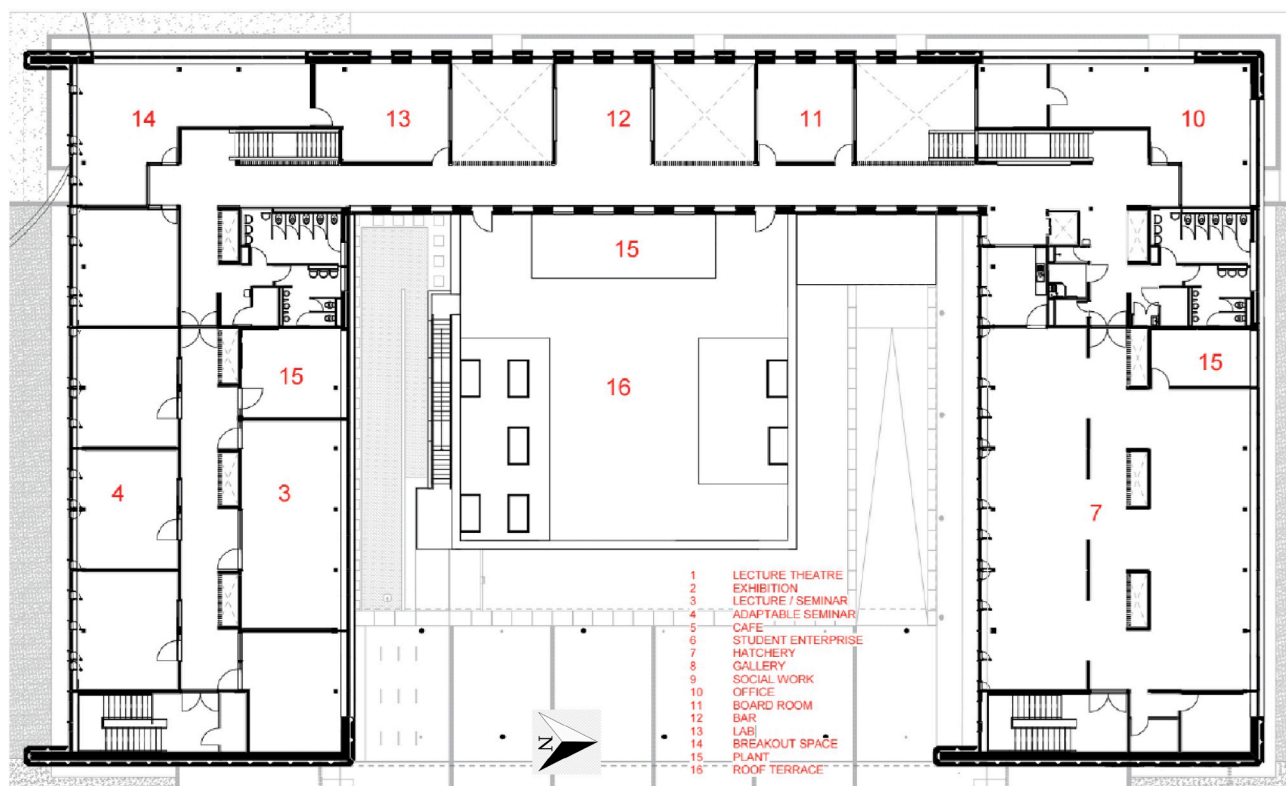 14
13
12
11
10
15
15
15
16
4
3
7
1 LECTURE THEATRE
2 EXHIBITION
3 LECTURE / SEMINAR
4 ADAPTABLE SEMINAR
5 CAFE
6 STUDENT ENTERPRISE
7 HATCHERY
8 GALLERY
9 SOCIAL WORK
10 OFFICE
11 BOARD ROOM
12 BAR
13 LAB
14 BREAKOUT SPACE
15 PLANT
16 ROOF TERRACE
N